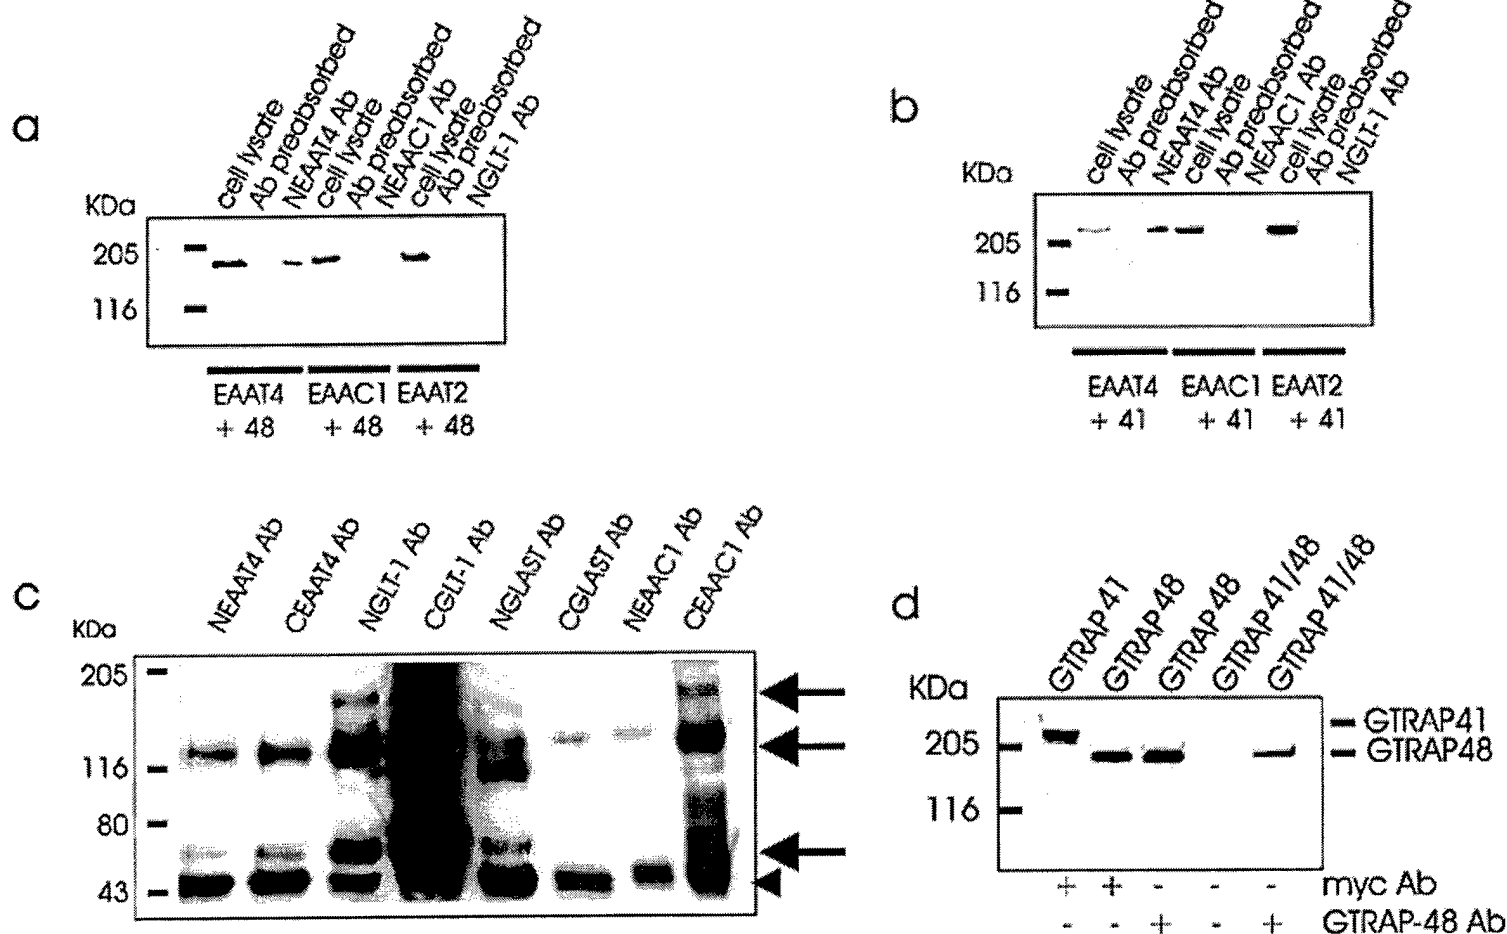 a
cell lysate
Ab preabsorbed
NEAAT4 Ab
cell lysate
Ab preabsorbed
NEAAC1 Ab
cell lysate
Ab preabsorbed
NGLT-1 Ab
KDa
205
116
EAAT4 EAAC1 EAAT2
+ 48 + 48 + 48
b
cell lysate
Ab preabsorbed
NEAAT4 Ab
cell lysate
Ab preabsorbed
NEAAC1 Ab
cell lysate
Ab preabsorbed
NGLT-1 Ab
KDa
205
116
EAAT4 EAAC1 EAAT2
+ 41 + 41 + 41
c
NEAAT4 Ab
CEAAT4 Ab
NGLT-1 Ab
CGLT-1 Ab
NGLAST Ab
CGLAST Ab
NEAAC1 Ab
CEAAC1 Ab
KDa
205
116
80
43
d
GTRAP41
GTRAP48
GTRAP48
GTRAP41/48
GTRAP41/48
KDa
205
116
GTRAP41
GTRAP48
+ + - - - myc Ab
- - + - + GTRAP-48 Ab